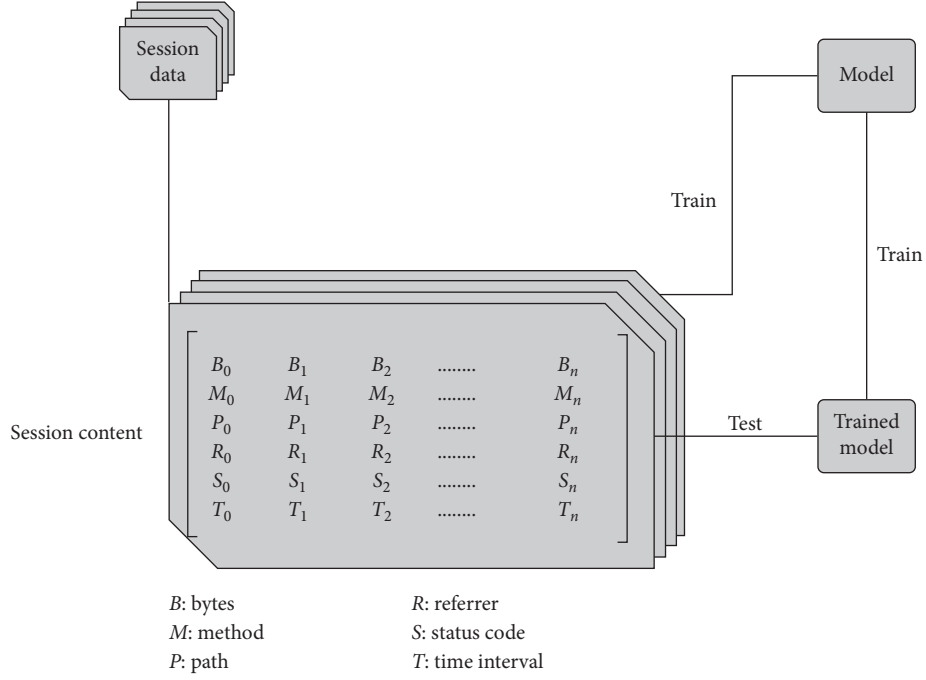 Session
data
Model
Train
Train
B₀ B₁ B₂ ........ Bₙ
M₀ M₁ M₂ ........ Mₙ
P₀ P₁ P₂ ........ Pₙ
R₀ R₁ R₂ ........ Rₙ
S₀ S₁ S₂ ........ Sₙ
T₀ T₁ T₂ ........ Tₙ
Session content
Test
Trained
model
B: bytes
M: method
P: path
R: referrer
S: status code
T: time interval